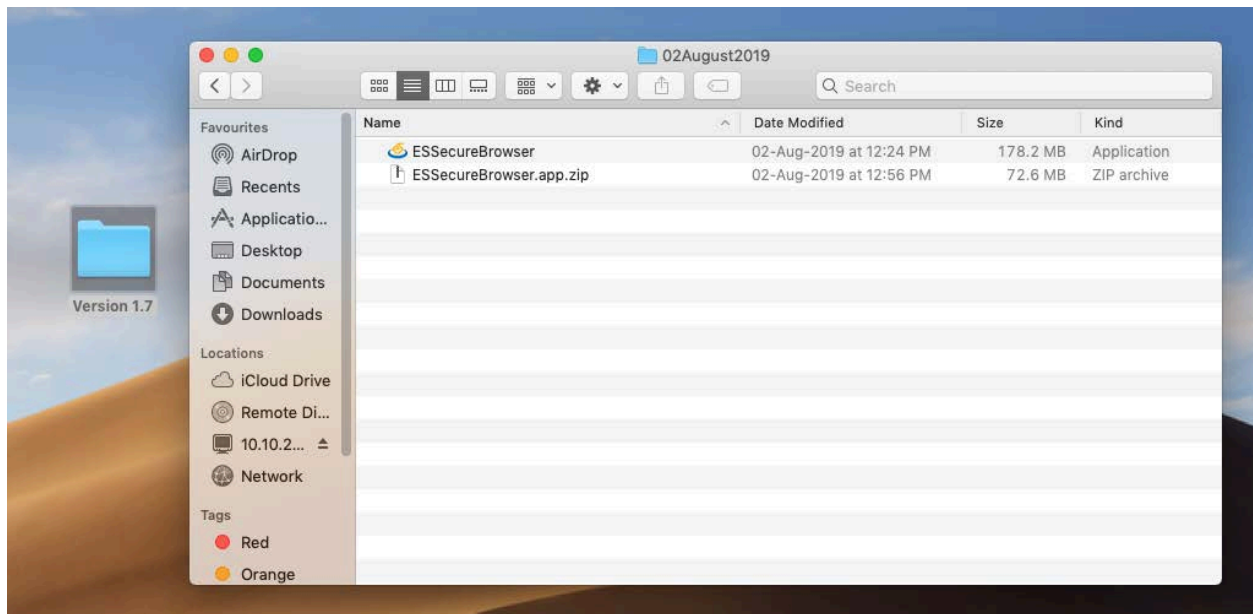 02August2019
Search
Favourites
AirDrop
Recents
Applicatio...
Desktop
Documents
Downloads
Locations
iCloud Drive
Remote Di...
10.10.2...
Network
Tags
Red
Orange
Name Date Modified Size Kind
ESSecureBrowser 02-Aug-2019 at 12:24 PM 178.2 MB Application
ESSecureBrowser.app.zip 02-Aug-2019 at 12:56 PM 72.6 MB ZIP archive
Version 1.7